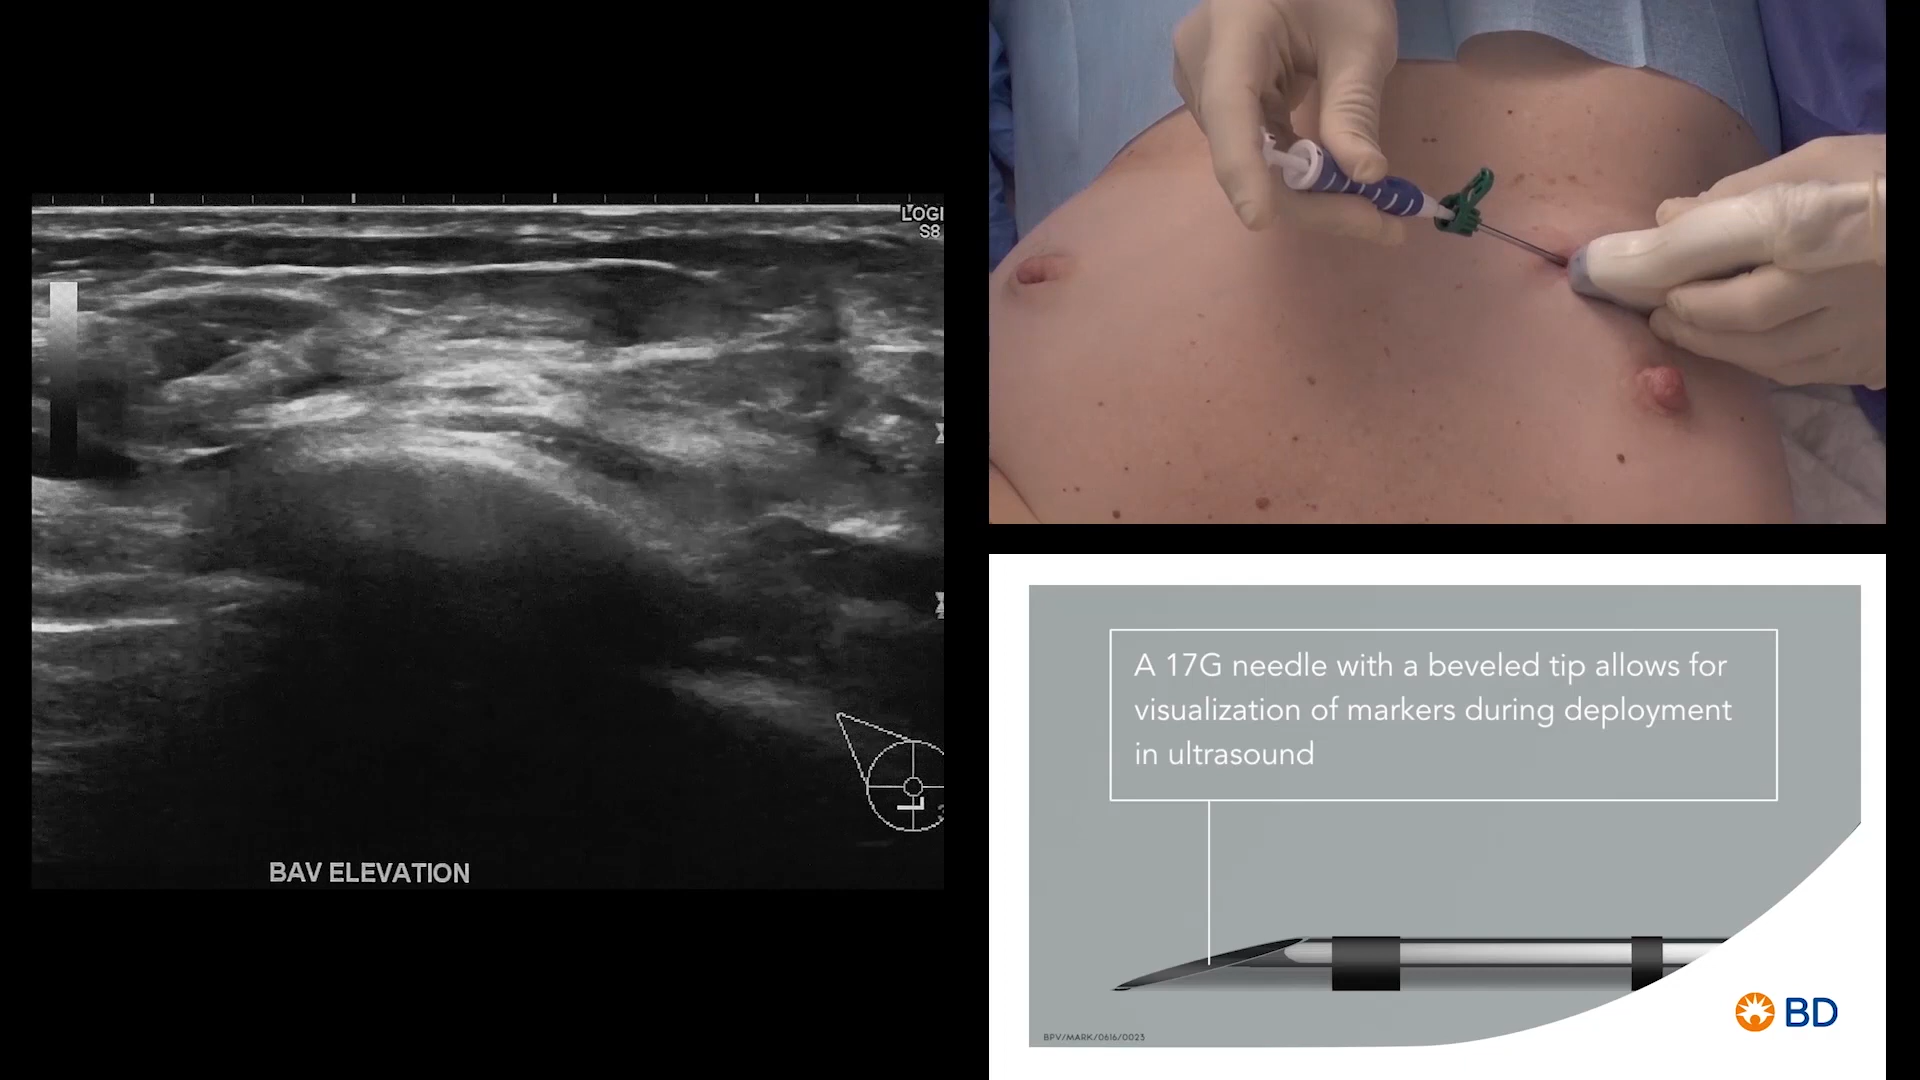 LOGI
S8
L
BAV ELEVATION
A 17G needle with a beveled tip allows for
visualization of markers during deployment
in ultrasound
BPV/MARK/0616/0023
BD